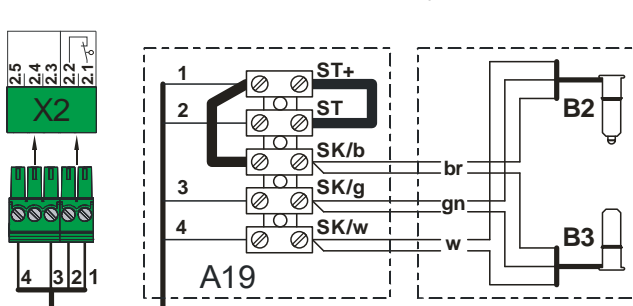 2.5
2.4
2.3
2.2
2.1
X2
4 3 2 1
1 ST+
2 ST
SK/b
3 SK/g
4 SK/w
A19
br
gn
w
B2
B3